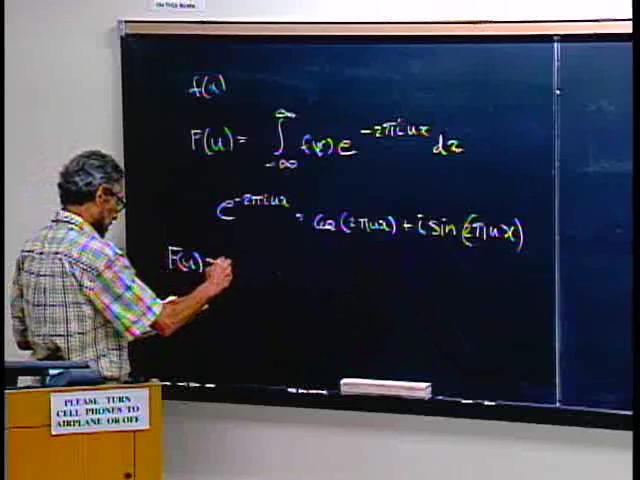 f(x)
F(u) = ∫_{-∞}^{∞} f(x) e^{-2πiux} dx
e^{-2πiux} = cos(2πux) + i sin(2πux)
F(u) =
PLEASE TURN
CELL PHONES TO
AIRPLANE OR OFF